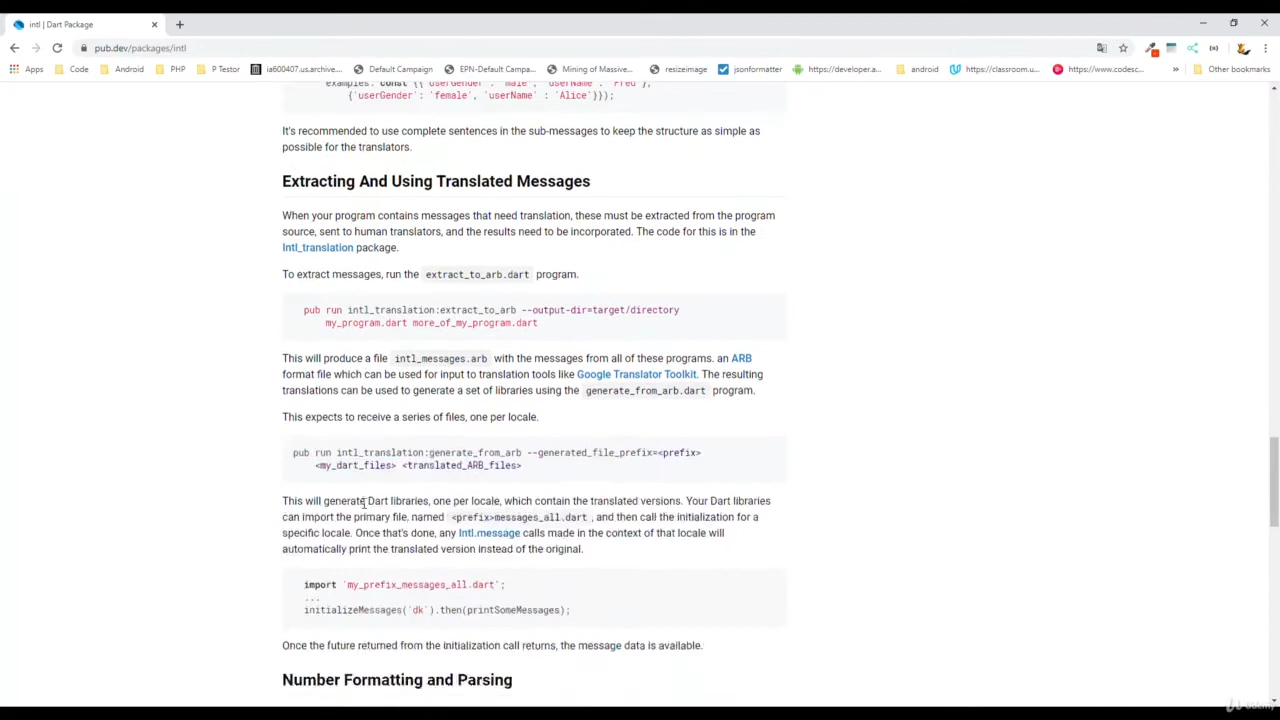 intl | Dart Package
pub.dev/packages/intl
Apps Code Android PHP P Testor ia600407.us.archive... Default Campaign EPN-Default Campa... Mining of Massive... resizeimage jsonformatter https://developer.a... android https://classroom.u... https://www.codesc... » Other bookmarks
examples: const {{'userGender': 'male', 'userName' : 'Fred'},
{'userGender': 'female', 'userName' : 'Alice'}});
It's recommended to use complete sentences in the sub-messages to keep the structure as simple as
possible for the translators.
Extracting And Using Translated Messages
When your program contains messages that need translation, these must be extracted from the program
source, sent to human translators, and the results need to be incorporated. The code for this is in the
Intl_translation package.
To extract messages, run the extract_to_arb.dart program.
pub run intl_translation:extract_to_arb --output-dir=target/directory
my_program.dart more_of_my_program.dart
This will produce a file intl_messages.arb with the messages from all of these programs. an ARB
format file which can be used for input to translation tools like Google Translator Toolkit. The resulting
translations can be used to generate a set of libraries using the generate_from_arb.dart program.
This expects to receive a series of files, one per locale.
pub run intl_translation:generate_from_arb --generated_file_prefix=<prefix>
<my_dart_files> <translated_ARB_files>
This will generate Dart libraries, one per locale, which contain the translated versions. Your Dart libraries
can import the primary file, named <prefix>messages_all.dart, and then call the initialization for a
specific locale. Once that's done, any Intl.message calls made in the context of that locale will
automatically print the translated version instead of the original.
import 'my_prefix_messages_all.dart';
...
initializeMessages('dk').then(printSomeMessages);
Once the future returned from the initialization call returns, the message data is available.
Number Formatting and Parsing
udemy